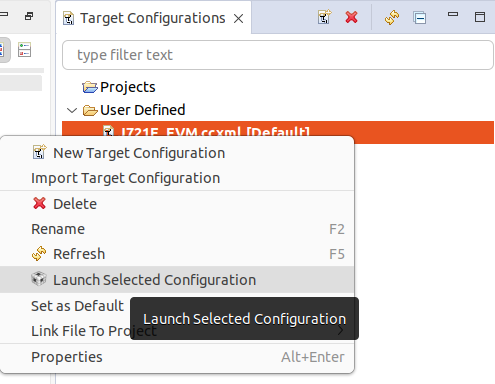 Target Configurations
type filter text
Projects
User Defined
J721E_EVM.ccxml [Default]
New Target Configuration
Import Target Configuration
Delete
Rename F2
Refresh F5
Launch Selected Configuration
Set as Default
Launch Selected Configuration
Link File To Project
Properties Alt+Enter